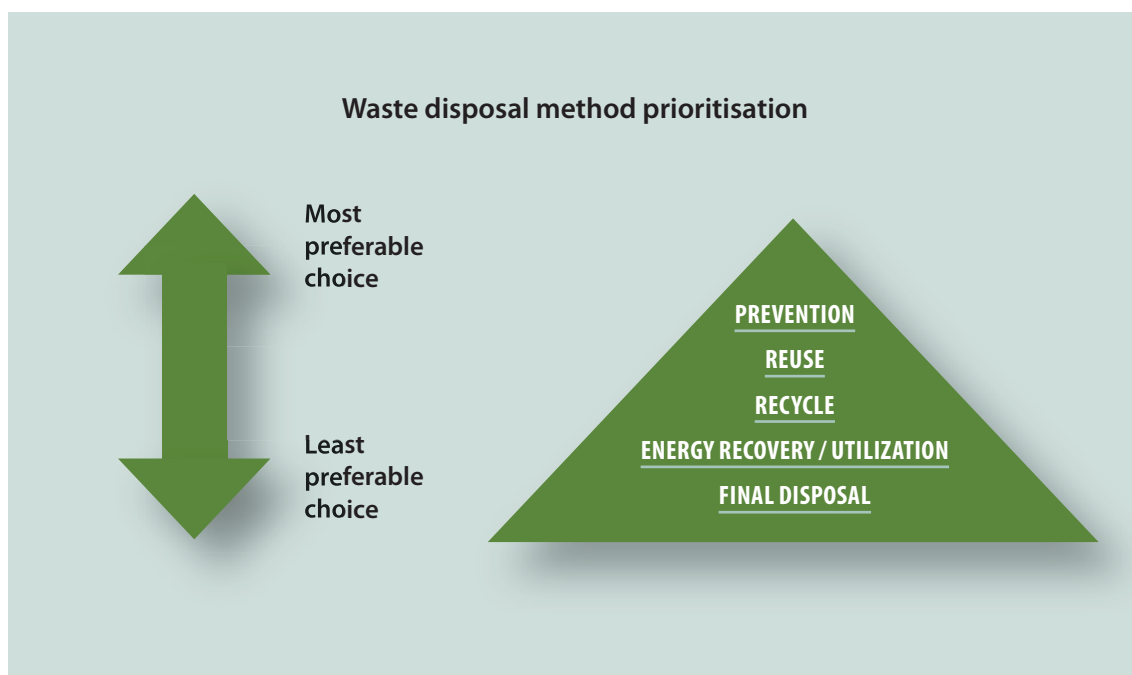 Waste disposal method prioritisation
Most
preferable
choice
PREVENTION
REUSE
RECYCLE
ENERGY RECOVERY / UTILIZATION
FINAL DISPOSAL
Least
preferable
choice